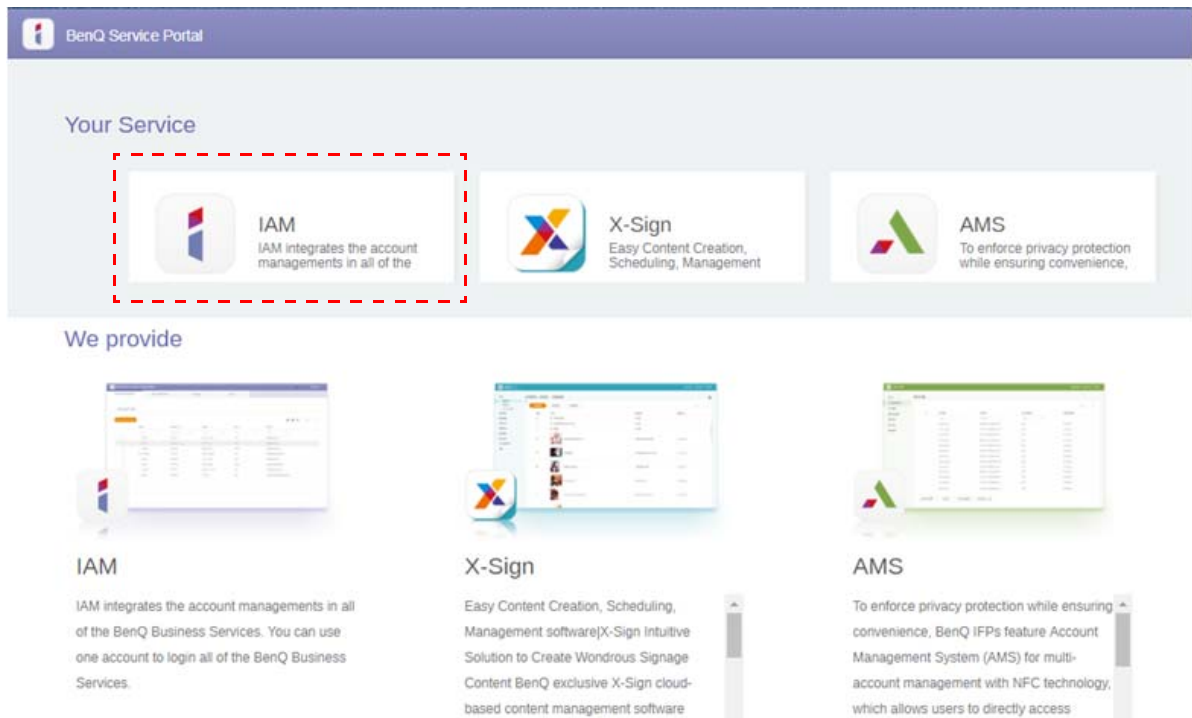 BenQ Service Portal
Your Service
IAM
IAM integrates the account
managements in all of the
X-Sign
Easy Content Creation,
Scheduling, Management
AMS
To enforce privacy protection
while ensuring convenience,
We provide
IAM
IAM integrates the account managements in all
of the BenQ Business Services. You can use
one account to login all of the BenQ Business
Services.
X-Sign
Easy Content Creation, Scheduling,
Management software|X-Sign Intuitive
Solution to Create Wondrous Signage
Content BenQ exclusive X-Sign cloud-
based content management software
AMS
To enforce privacy protection while ensuring
convenience, BenQ IFPs feature Account
Management System (AMS) for multi-
account management with NFC technology,
which allows users to directly access